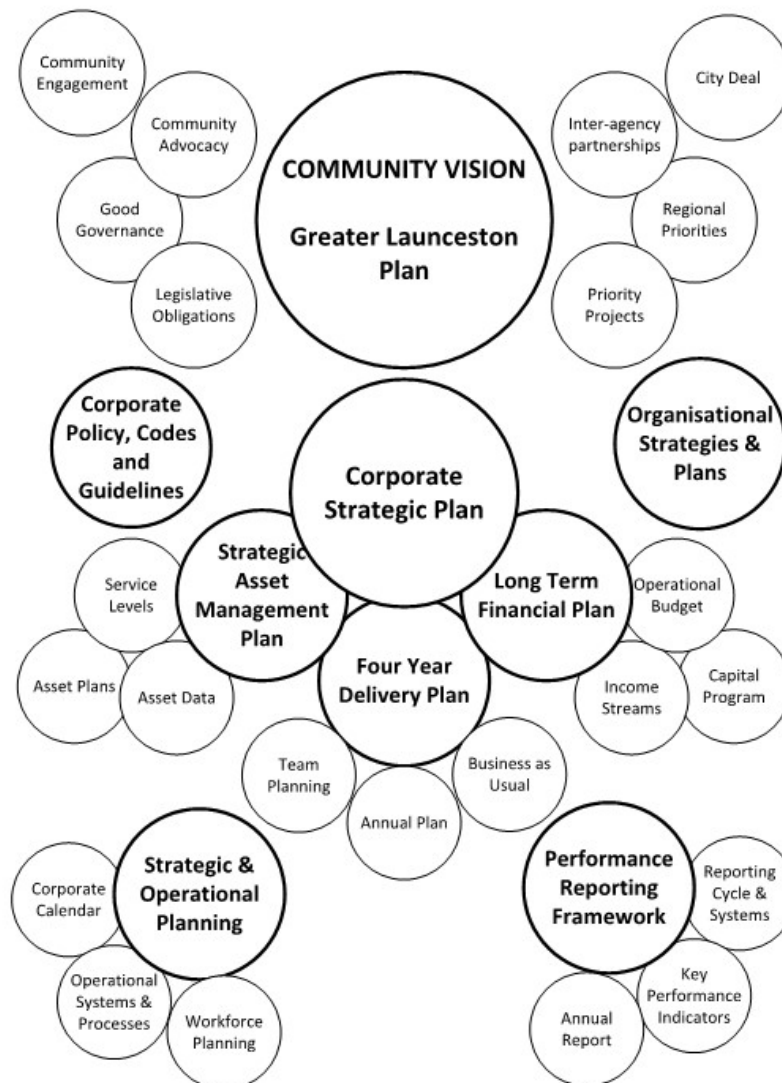 Community
Engagement
City Deal
Community
Advocacy
Inter-agency
partnerships
COMMUNITY VISION
Greater Launceston
Plan
Good
Governance
Regional
Priorities
Legislative
Obligations
Priority
Projects
Corporate
Policy, Codes
and
Guidelines
Organisational
Strategies &
Plans
Corporate
Strategic Plan
Strategic
Asset
Management
Plan
Long Term
Financial Plan
Service
Levels
Operational
Budget
Four Year
Delivery Plan
Asset Plans
Asset Data
Income
Streams
Capital
Program
Team
Planning
Annual Plan
Business as
Usual
Strategic &
Operational
Planning
Performance
Reporting
Framework
Corporate
Calendar
Reporting
Cycle &
Systems
Operational
Systems &
Processes
Workforce
Planning
Key
Performance
Indicators
Annual
Report